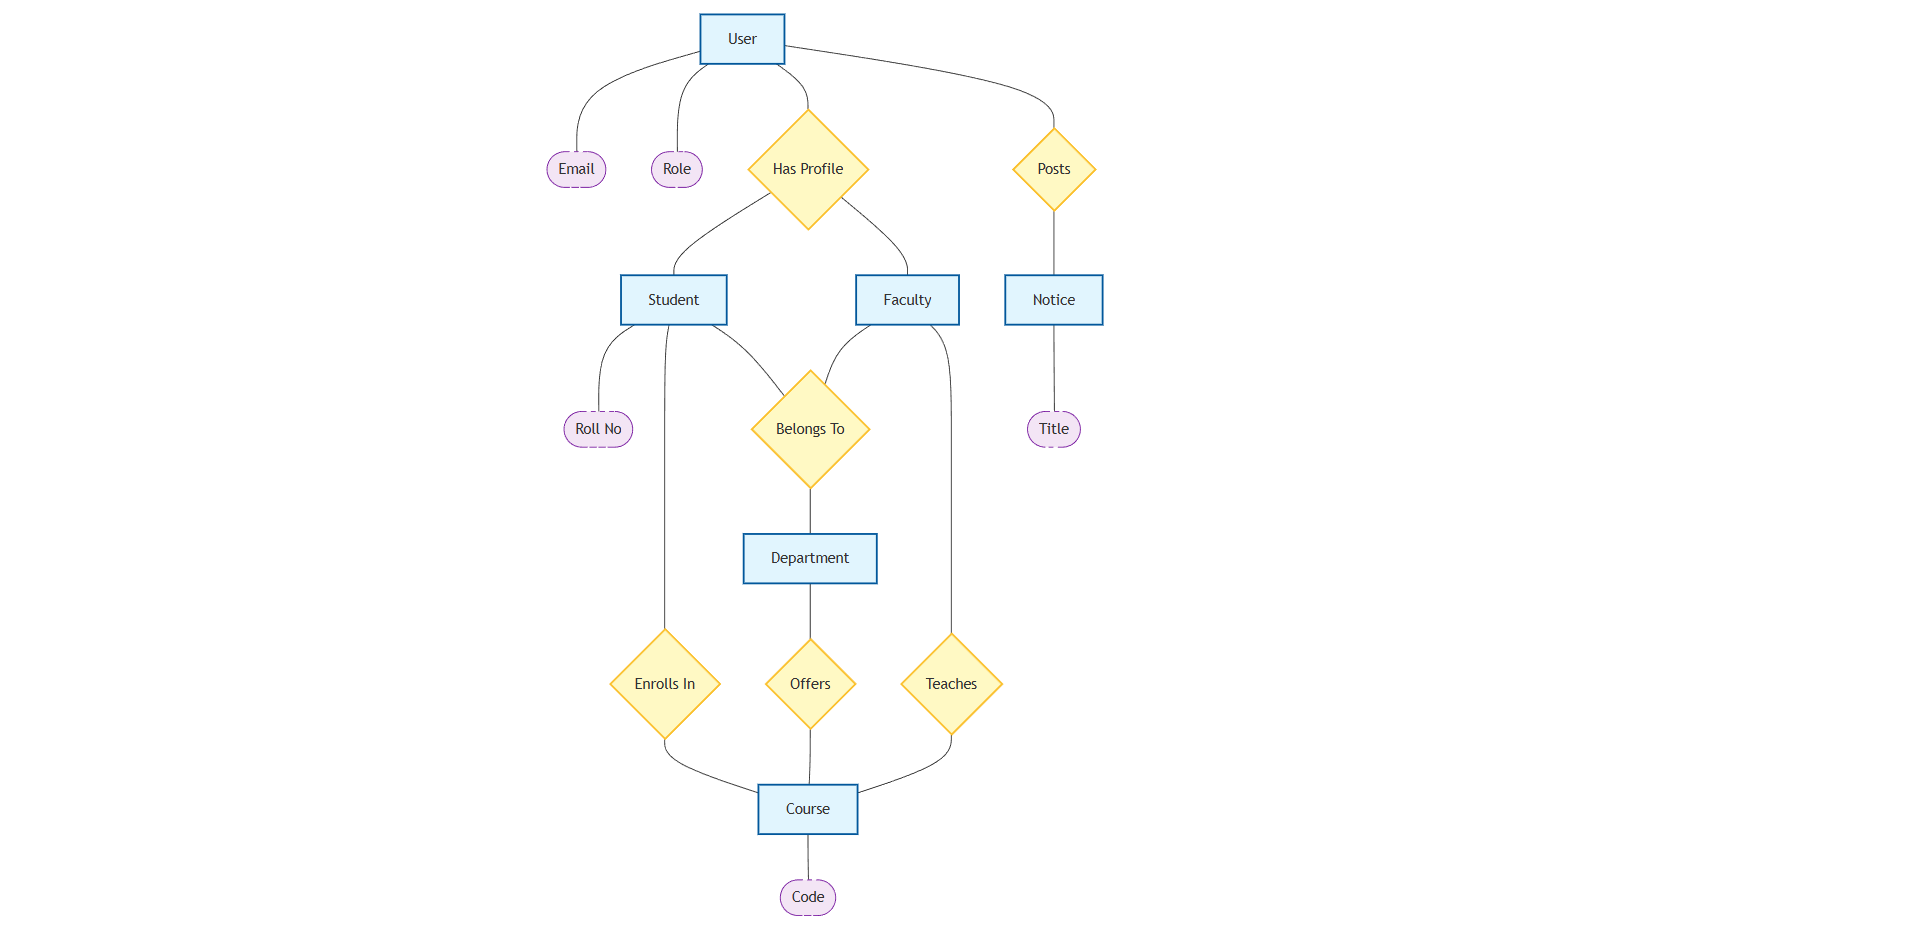 User
Email
Role
Has Profile
Posts
Student
Faculty
Notice
Roll No
Belongs To
Title
Department
Enrolls In
Offers
Teaches
Course
Code